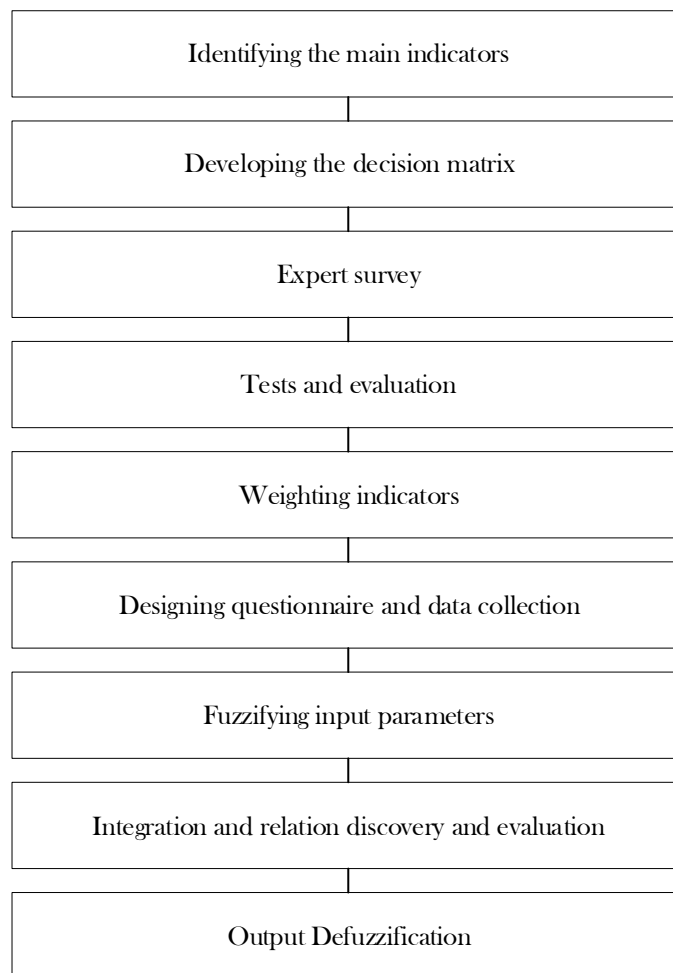 Identifying the main indicators
Developing the decision matrix
Expert survey
Tests and evaluation
Weighting indicators
Designing questionnaire and data collection
Fuzzifying input parameters
Integration and relation discovery and evaluation
Output Defuzzification